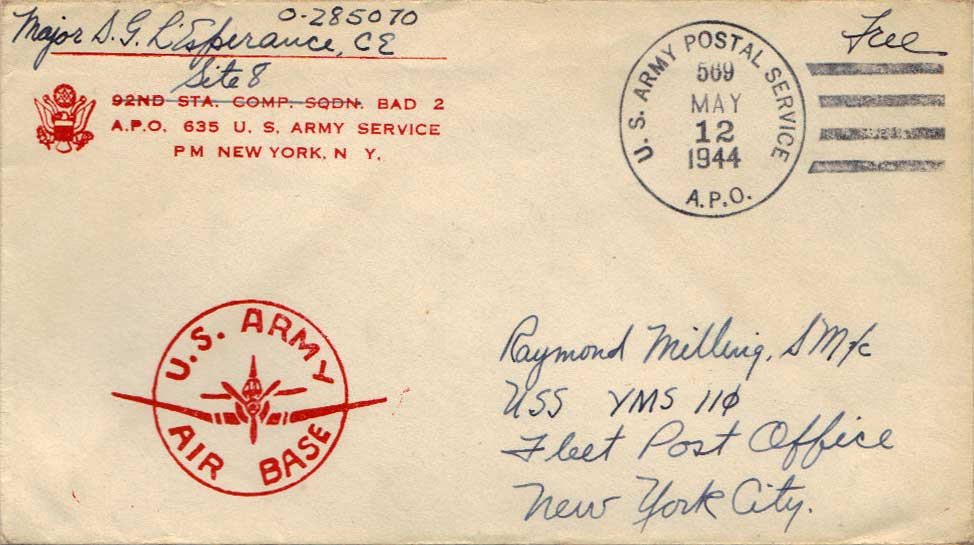 O-285070
Major D. G. L'Esperance, CE
Site 8
92ND STA. COMP. SQDN. BAD 2
A.P.O. 635 U. S. ARMY SERVICE
PM NEW YORK, N Y,
U. S. ARMY POSTAL SERVICE
569
MAY
12
1944
A.P.O.
Free
U.S. ARMY
AIR BASE
Raymond Milling, SM/c
USS YMS 110
Fleet Post Office
New York City.